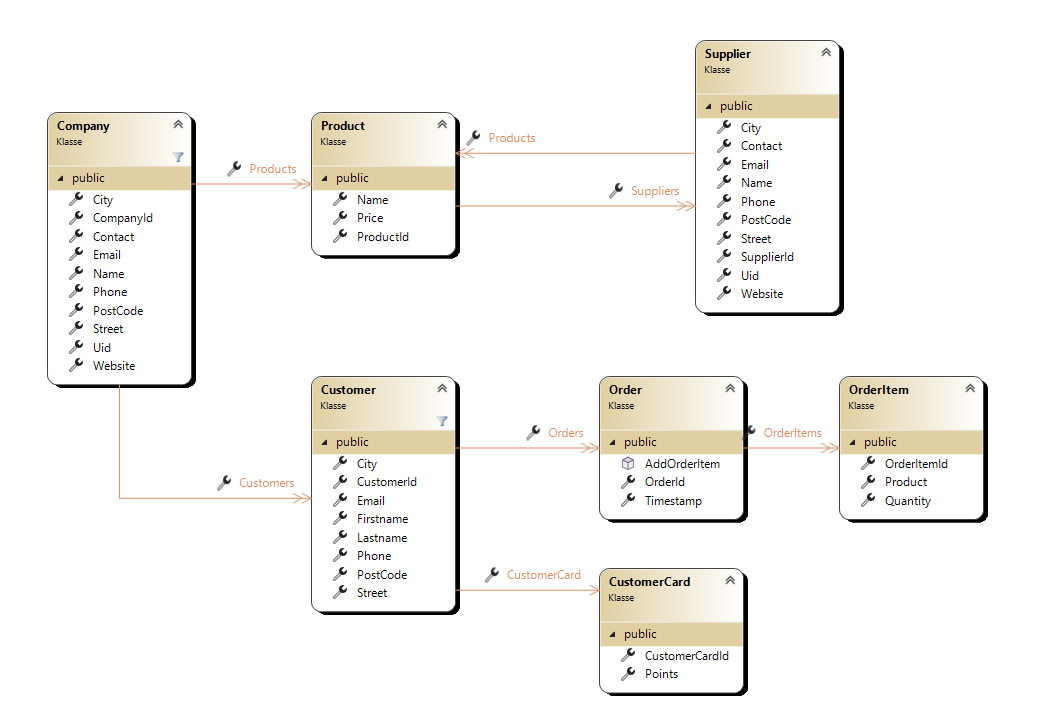 Company
Klasse
public
City
CompanyId
Contact
Email
Name
Phone
PostCode
Street
Uid
Website
Products
Product
Klasse
public
Name
Price
ProductId
Products
Suppliers
Supplier
Klasse
public
City
Contact
Email
Name
Phone
PostCode
Street
SupplierId
Uid
Website
Customers
Customer
Klasse
public
City
CustomerId
Email
Firstname
Lastname
Phone
PostCode
Street
Orders
Order
Klasse
public
AddOrderItem
OrderId
Timestamp
OrderItems
OrderItem
Klasse
public
OrderItemId
Product
Quantity
CustomerCard
CustomerCard
Klasse
public
CustomerCardId
Points